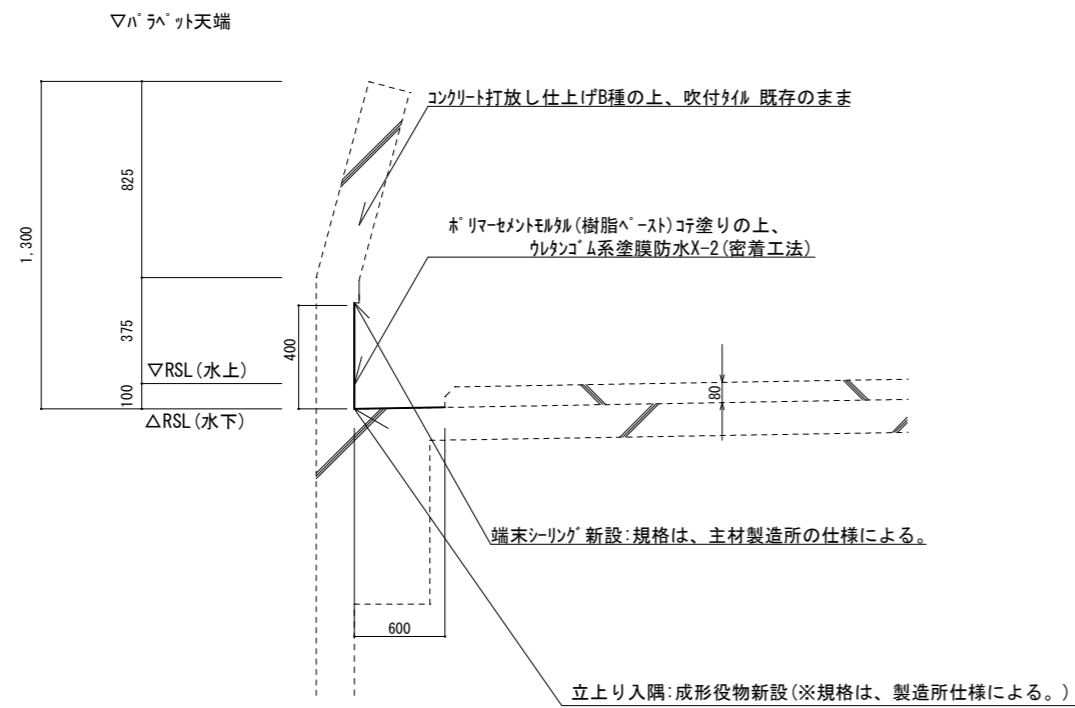 ▽パラペット天端
コンクリート打放し仕上げB種の上、吹付タイル 既存のまま
825
1,300
ポリマーセメントモルタル(樹脂ペースト)コテ塗りの上、
ウレタンゴム系塗膜防水X-2(密着工法)
375
400
▽RSL(水上)
100
80
△RSL(水下)
端末シーリング新設:規格は、主材製造所の仕様による。
600
立上り入隅:成形役物新設(※規格は、製造所仕様による。)